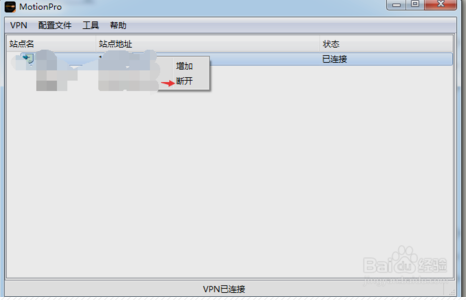 MotionPro
VPN 配置文件 工具 帮助
站点名 站点地址 状态
已连接
增加
断开
Baidu 经验
VPN已连接